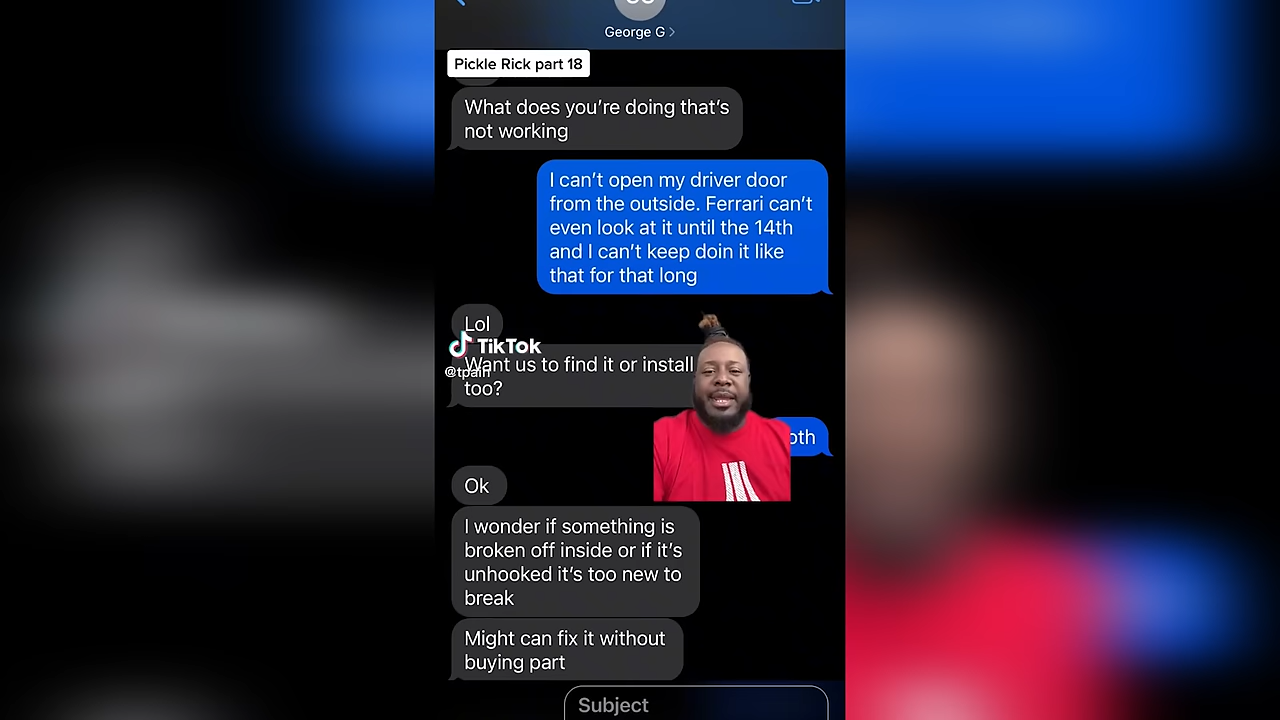 George G
Pickle Rick part 18
What does you're doing that's
not working
I can't open my driver door
from the outside. Ferrari can't
even look at it until the 14th
and I can't keep doin it like
that for that long
Lol
TikTok
Want us to find it or install
@tpain
too?
oth
Ok
I wonder if something is
broken off inside or if it's
unhooked it's too new to
break
Might can fix it without
buying part
Subject